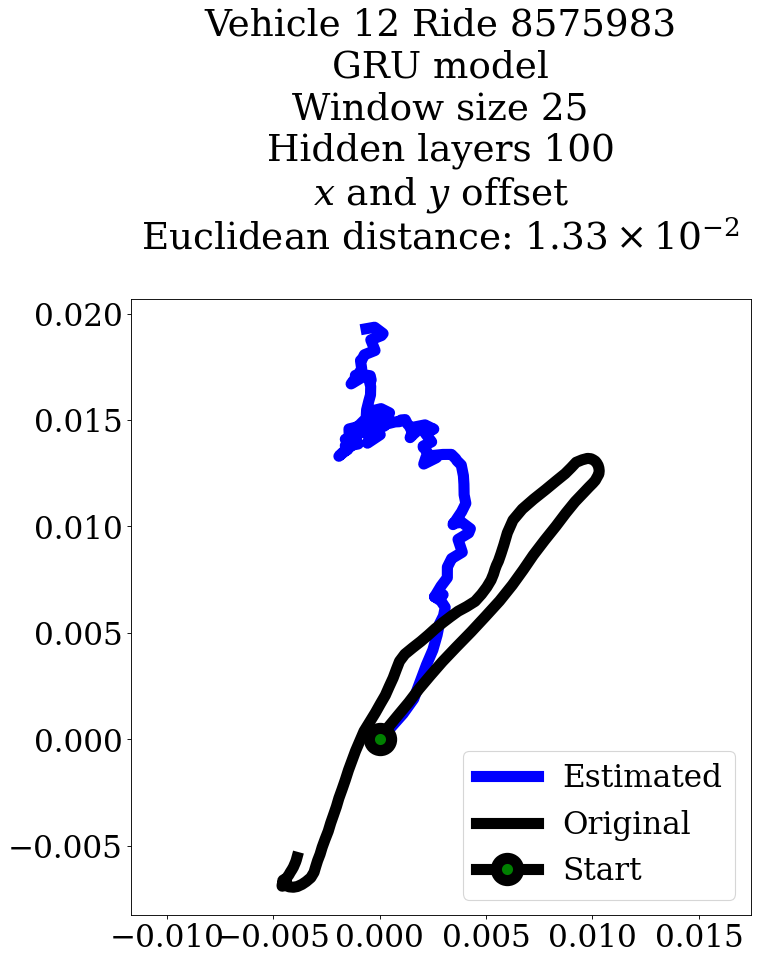 Vehicle 12 Ride 8575983
GRU model
Window size 25
Hidden layers 100
x and y offset
Euclidean distance: 1.33 × 10⁻²
0.020
0.015
0.010
0.005
0.000
−0.005
Estimated
Original
Start
−0.010 −0.005 0.000 0.005 0.010 0.015